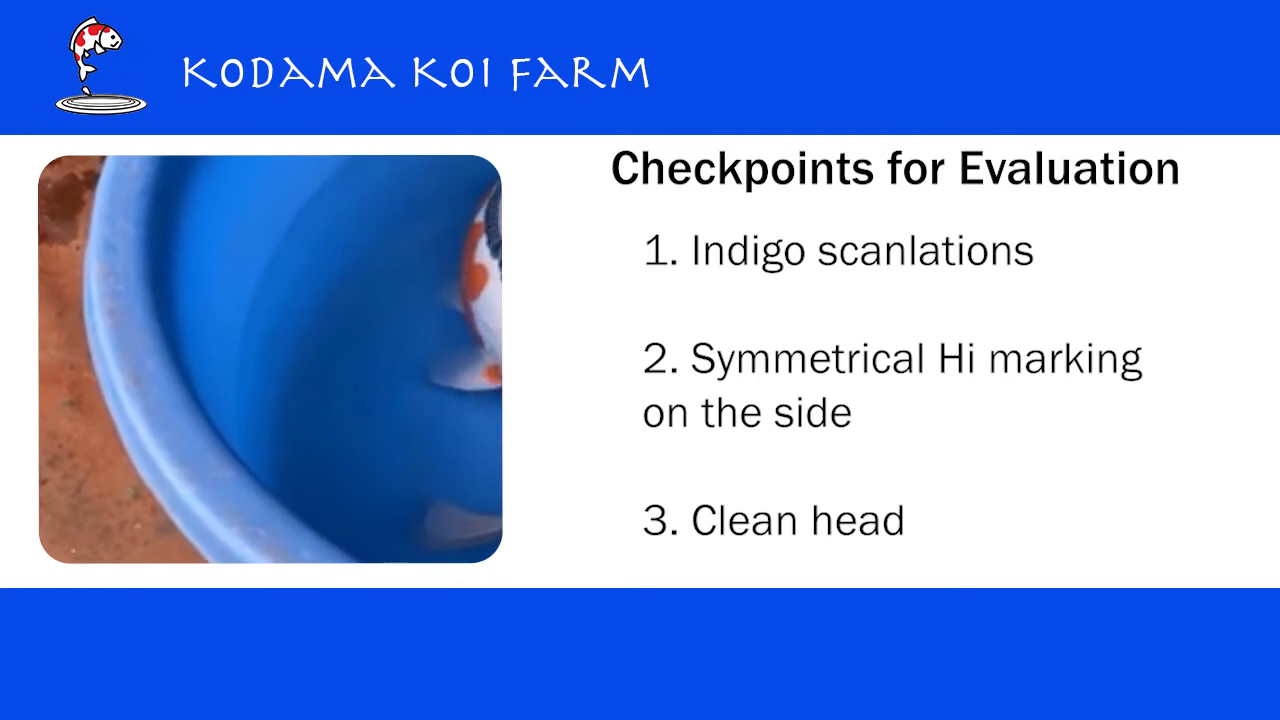 KODAMA KOI FARM
Checkpoints for Evaluation
1. Indigo scanlations
2. Symmetrical Hi marking
on the side
3. Clean head